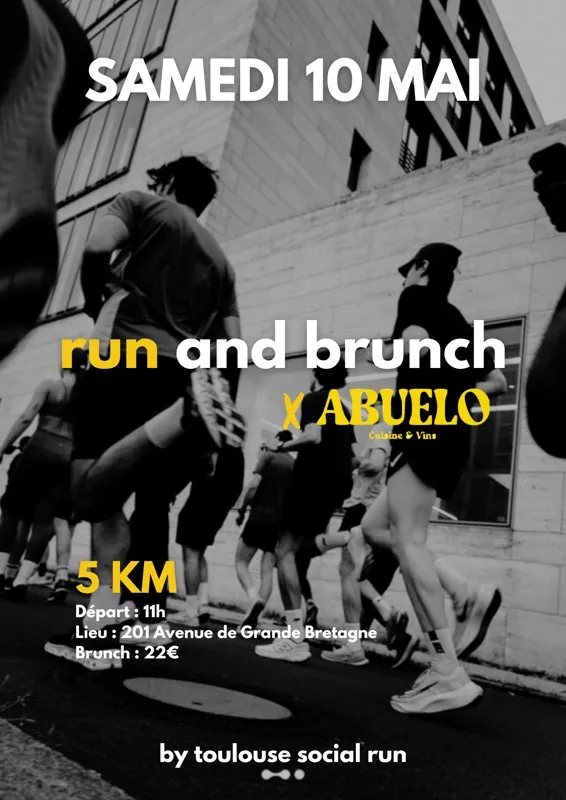 SAMEDI 10 MAI
run and brunch
X ABUELO
Cuisine & Vins
5 KM
Départ : 11h
Lieu : 201 Avenue de Grande Bretagne
Brunch : 22€
by toulouse social run